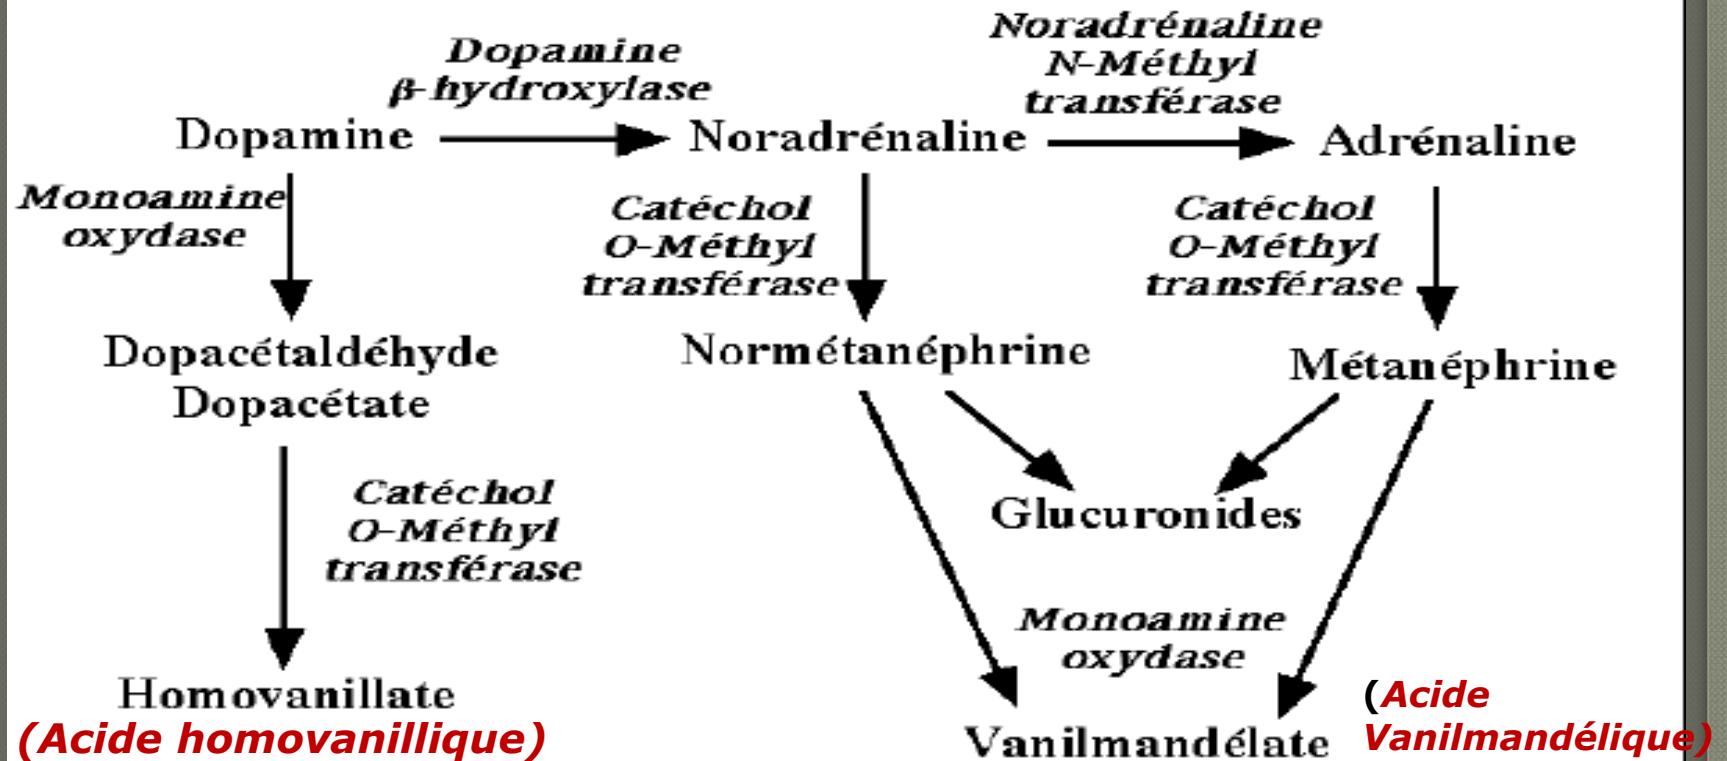 Dopamine
β-hydroxylase
Noradrénaline
N-Méthyl
transférase
Dopamine
Noradrénaline
Adrénaline
Monoamine
oxydase
Catéchol
O-Méthyl
transférase
Catéchol
O-Méthyl
transférase
Dopacétaldéhyde
Dopacétate
Normétanéphrine
Métanéphrine
Catéchol
O-Méthyl
transférase
Glucuronides
Monoamine
oxydase
Homovanillate
(Acide homovanillique)
Vanilmandélate
(Acide
Vanilmandélique)